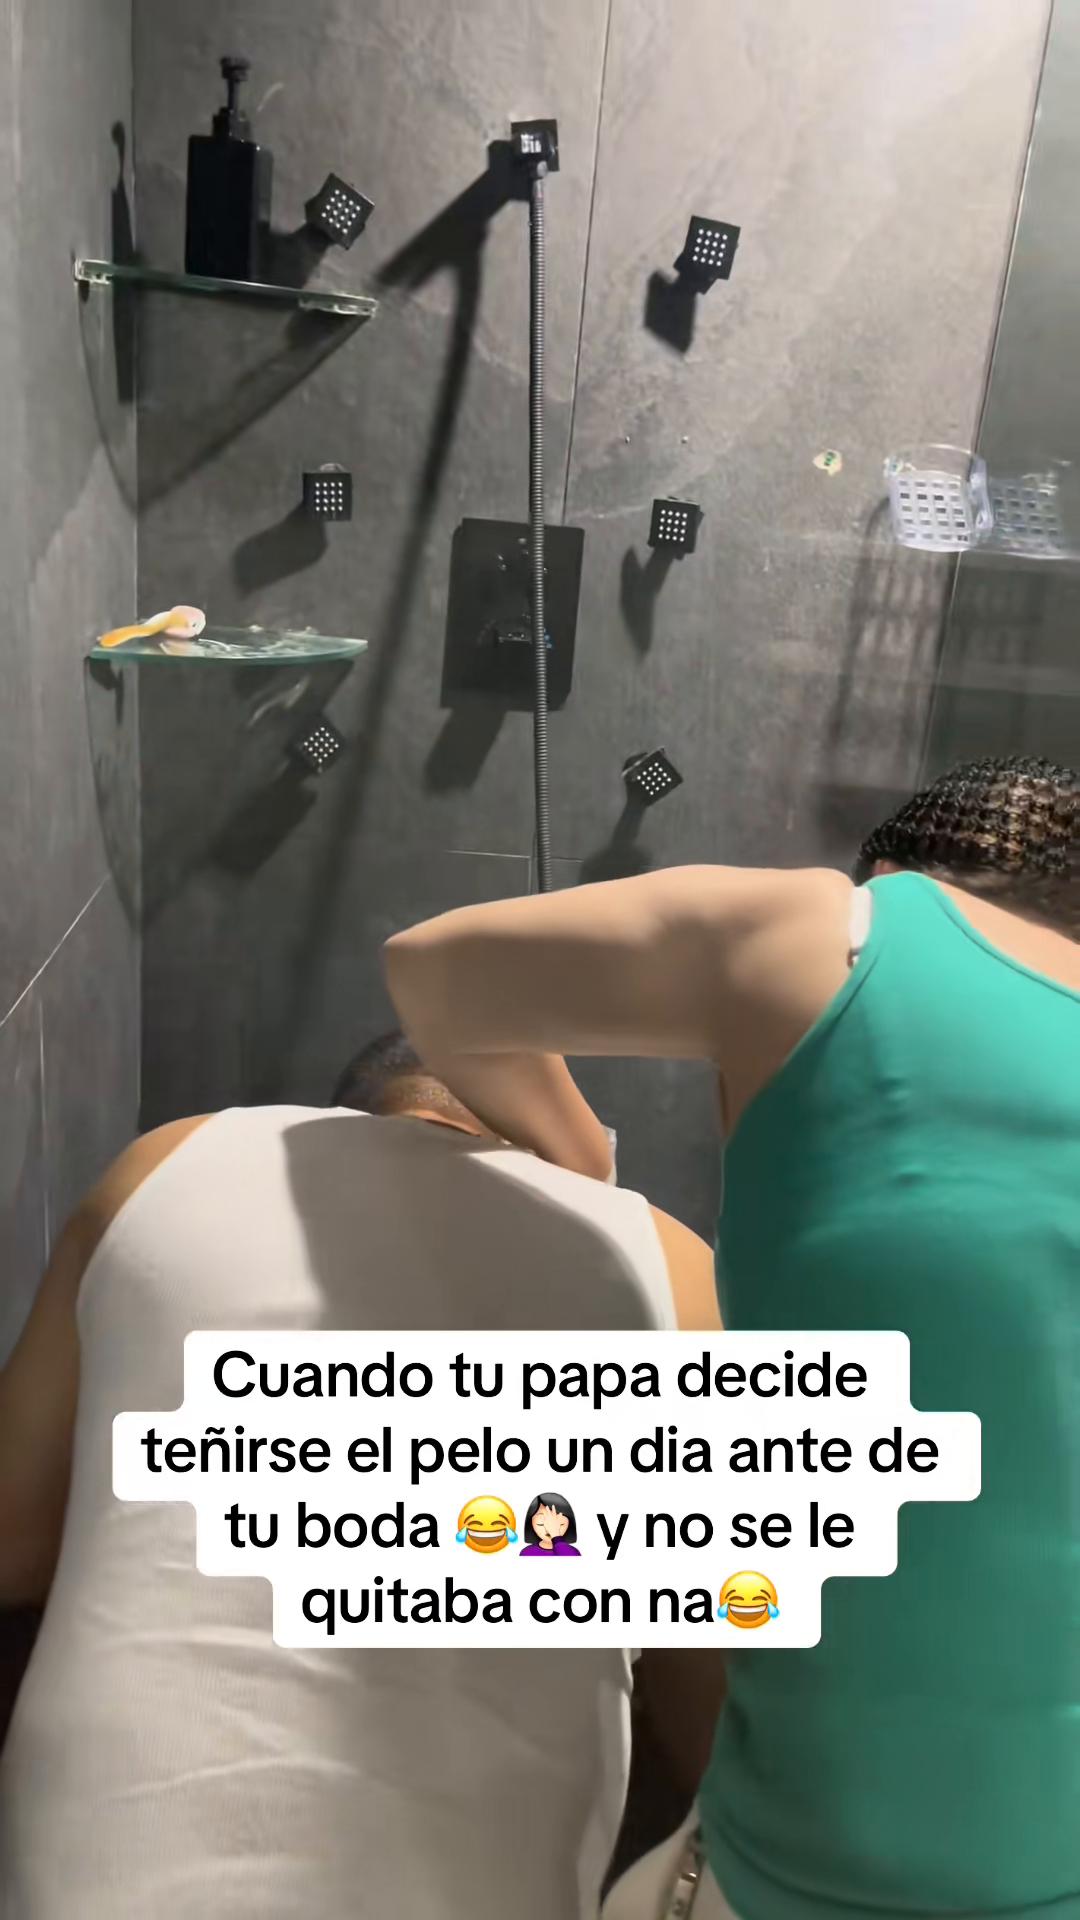 Cuando tu papa decide
teñirse el pelo un dia ante de
tu boda 😂🤦🏻‍♀️ y no se le
quitaba con na😂